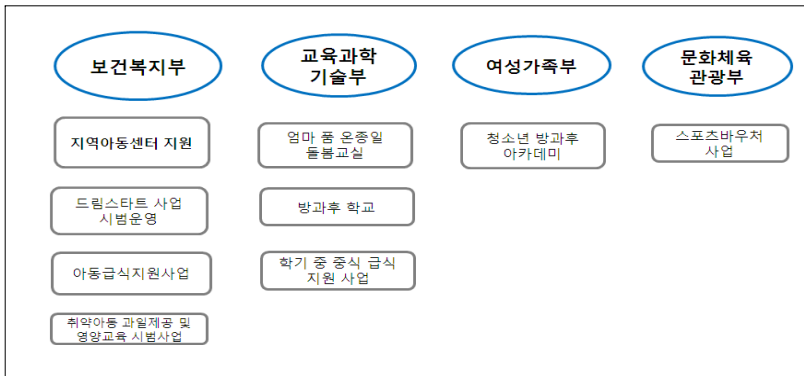 보건복지부
교육과학
기술부
여성가족부
문화체육
관광부
지역아동센터 지원
엄마 품 온종일
돌봄교실
청소년 방과후
아카데미
스포츠바우처
사업
드림스타트 사업
시범운영
방과후 학교
아동급식지원사업
학기 중 중식 급식
지원 사업
취약아동 과일제공 및
영양교육 시범사업